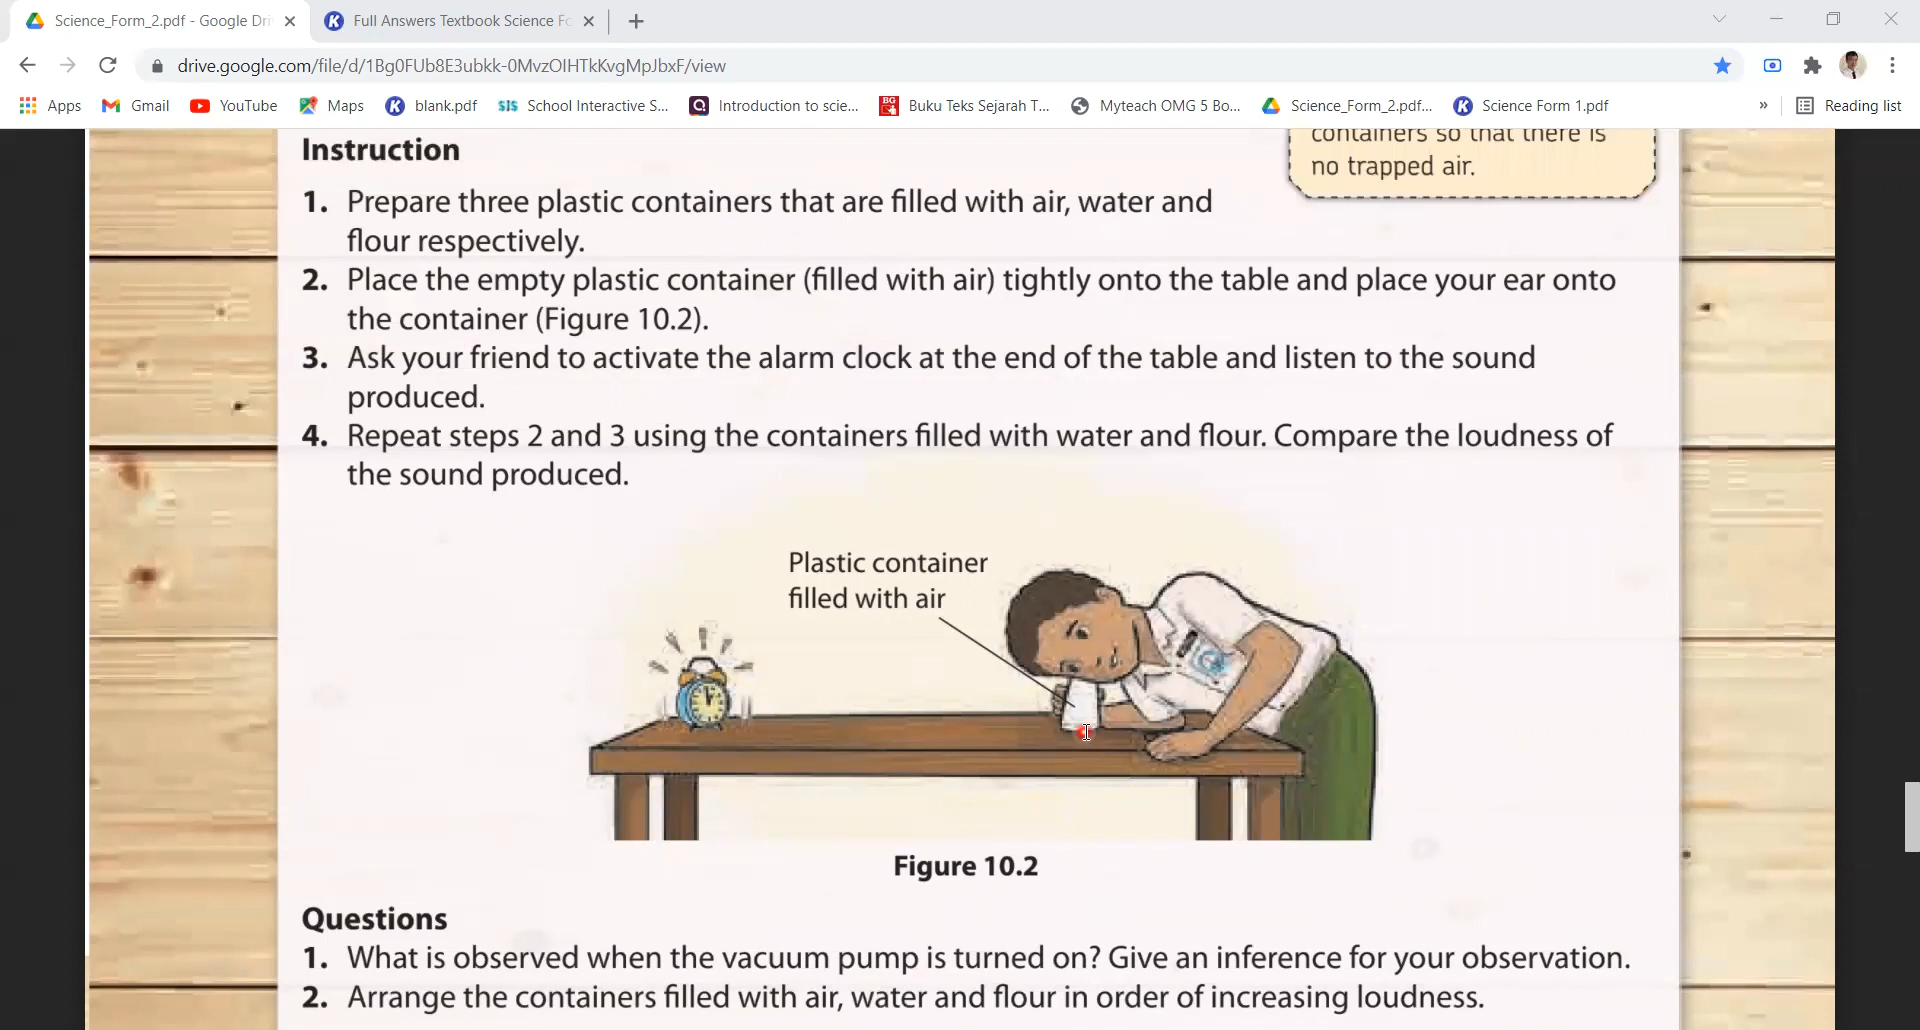 Science_Form_2.pdf - Google Dri
Full Answers Textbook Science Fo
drive.google.com/file/d/1Bg0FUb8E3ubkk-0MvzOIHTkKvgMpJbxF/view
Apps
Gmail
YouTube
Maps
blank.pdf
School Interactive S...
Introduction to scie...
Buku Teks Sejarah T...
Myteach OMG 5 Bo...
Science_Form_2.pdf...
Science Form 1.pdf
»
Reading list
containers so that there is
no trapped air.
Instruction
1. Prepare three plastic containers that are filled with air, water and
flour respectively.
2. Place the empty plastic container (filled with air) tightly onto the table and place your ear onto
the container (Figure 10.2).
3. Ask your friend to activate the alarm clock at the end of the table and listen to the sound
produced.
4. Repeat steps 2 and 3 using the containers filled with water and flour. Compare the loudness of
the sound produced.
Plastic container
filled with air
Figure 10.2
Questions
1. What is observed when the vacuum pump is turned on? Give an inference for your observation.
2. Arrange the containers filled with air, water and flour in order of increasing loudness.